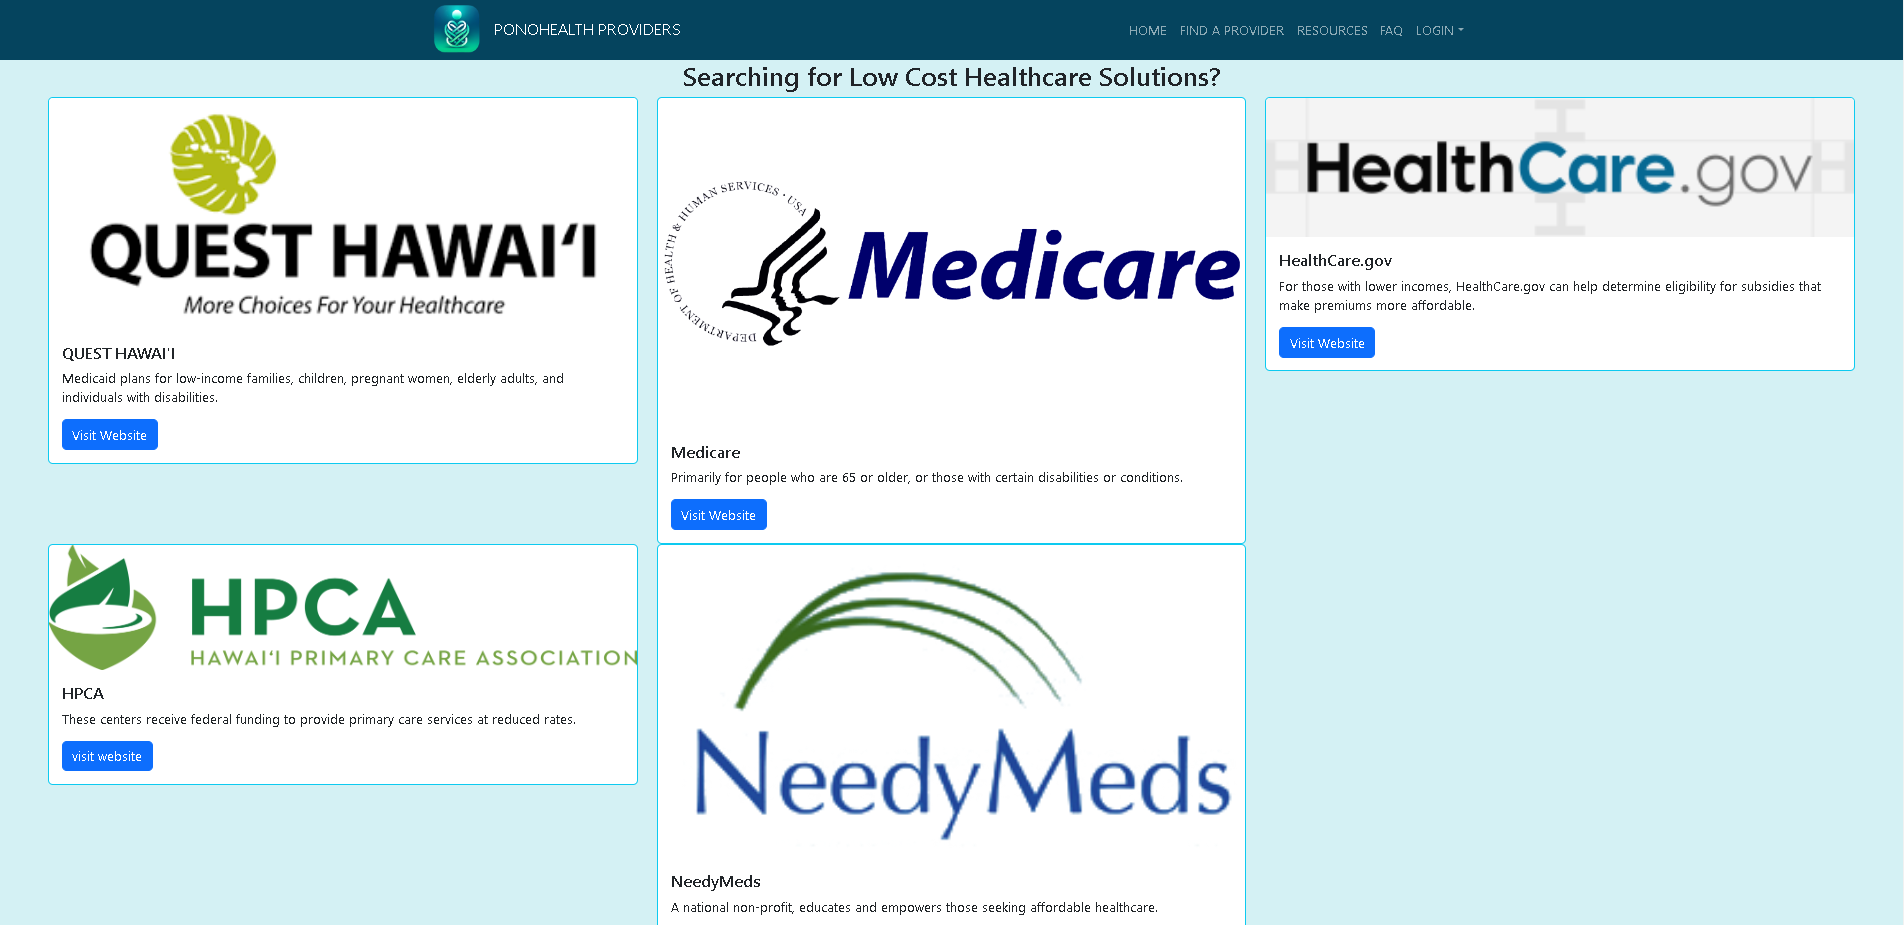 PONOHEALTH PROVIDERS
HOME FIND A PROVIDER RESOURCES FAQ LOGIN
Searching for Low Cost Healthcare Solutions?
QUEST HAWAIʻI
More Choices For Your Healthcare
QUEST HAWAI'I
Medicaid plans for low-income families, children, pregnant women, elderly adults, and
individuals with disabilities.
Visit Website
DEPARTMENT OF HEALTH & HUMAN SERVICES · USA
Medicare
Medicare
Primarily for people who are 65 or older, or those with certain disabilities or conditions.
Visit Website
HealthCare.gov
HealthCare.gov
For those with lower incomes, HealthCare.gov can help determine eligibility for subsidies that
make premiums more affordable.
Visit Website
HPCA
HAWAIʻI PRIMARY CARE ASSOCIATION
HPCA
These centers receive federal funding to provide primary care services at reduced rates.
visit website
NeedyMeds
NeedyMeds
A national non-profit, educates and empowers those seeking affordable healthcare.